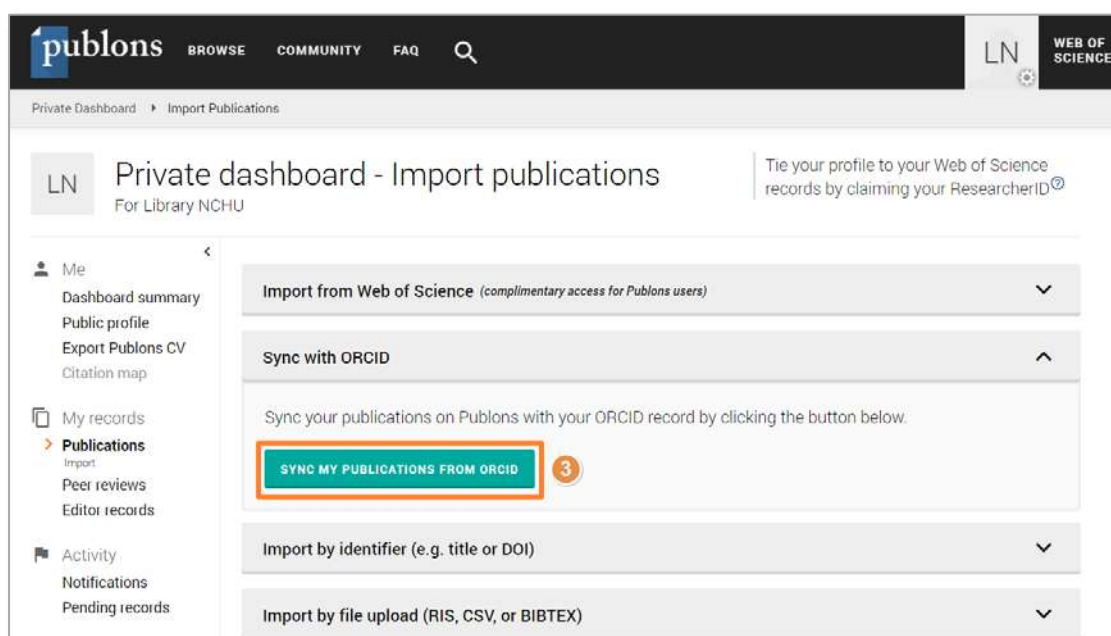 publons BROWSE COMMUNITY FAQ LN WEB OF SCIENCE
Private Dashboard Import Publications
LN
Private dashboard - Import publications
For Library NCHU
Tie your profile to your Web of Science
records by claiming your ResearcherID?
Me
Dashboard summary
Public profile
Export Publons CV
Citation map
My records
Publications
Import
Peer reviews
Editor records
Activity
Notifications
Pending records
Import from Web of Science (complimentary access for Publons users)
Sync with ORCID
Sync your publications on Publons with your ORCID record by clicking the button below.
SYNC MY PUBLICATIONS FROM ORCID 3
Import by identifier (e.g. title or DOI)
Import by file upload (RIS, CSV, or BIBTEX)